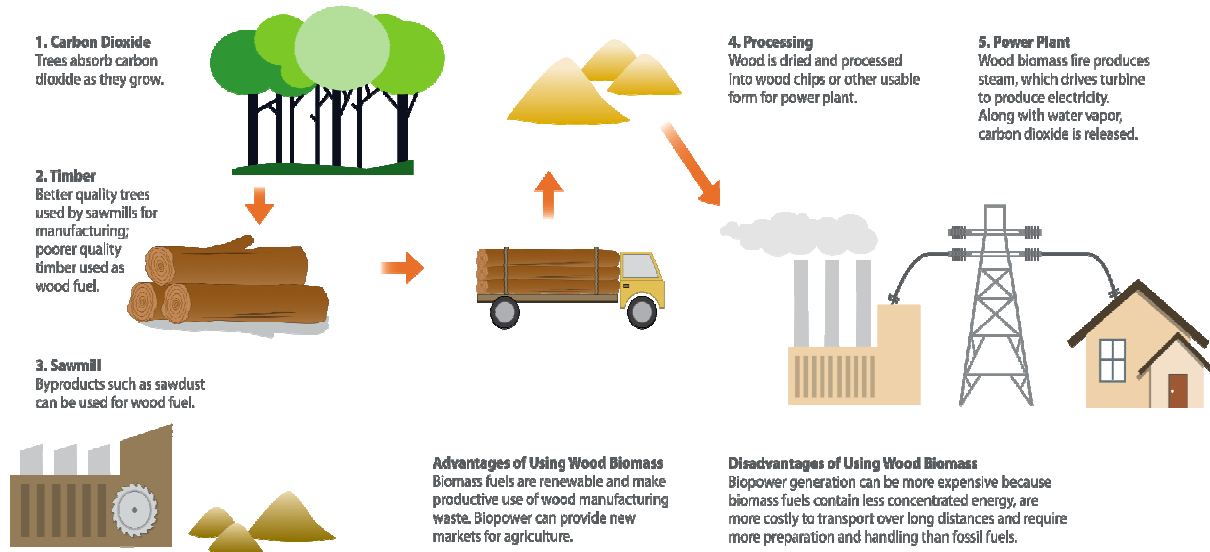 1. Carbon Dioxide
Trees absorb carbon
dioxide as they grow.
2. Timber
Better quality trees
used by sawmills for
manufacturing;
poorer quality
timber used as
wood fuel.
3. Sawmill
Byproducts such as sawdust
can be used for wood fuel.
4. Processing
Wood is dried and processed
into wood chips or other usable
form for power plant.
5. Power Plant
Wood biomass fire produces
steam, which drives turbine
to produce electricity.
Along with water vapor,
carbon dioxide is released.
Advantages of Using Wood Biomass
Biomass fuels are renewable and make
productive use of wood manufacturing
waste. Biopower can provide new
markets for agriculture.
Disadvantages of Using Wood Biomass
Biopower generation can be more expensive because
biomass fuels contain less concentrated energy, are
more costly to transport over long distances and require
more preparation and handling than fossil fuels.